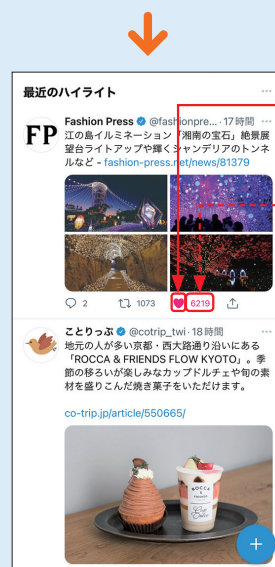 最近のハイライト
Fashion Press @fashionpre... · 17時間
FP
江の島イルミネーション「湘南の宝石」絶景展
望台ライトアップや輝くシャンデリアのトンネ
ルなど - fashion-press.net/news/81379
2 1073 6219
ことりっぷ @cotrip_twi · 18時間
地元の人が多い京都・西大路通り沿いにある
「ROCCA & FRIENDS FLOW KYOTO」。季
節の移ろいが楽しみなカップドルチェや旬の素
材を盛りこんだ焼き菓子をいただけます。
co-trip.jp/article/550665/
ROCCA
& FRIENDS
Cup
Dolce